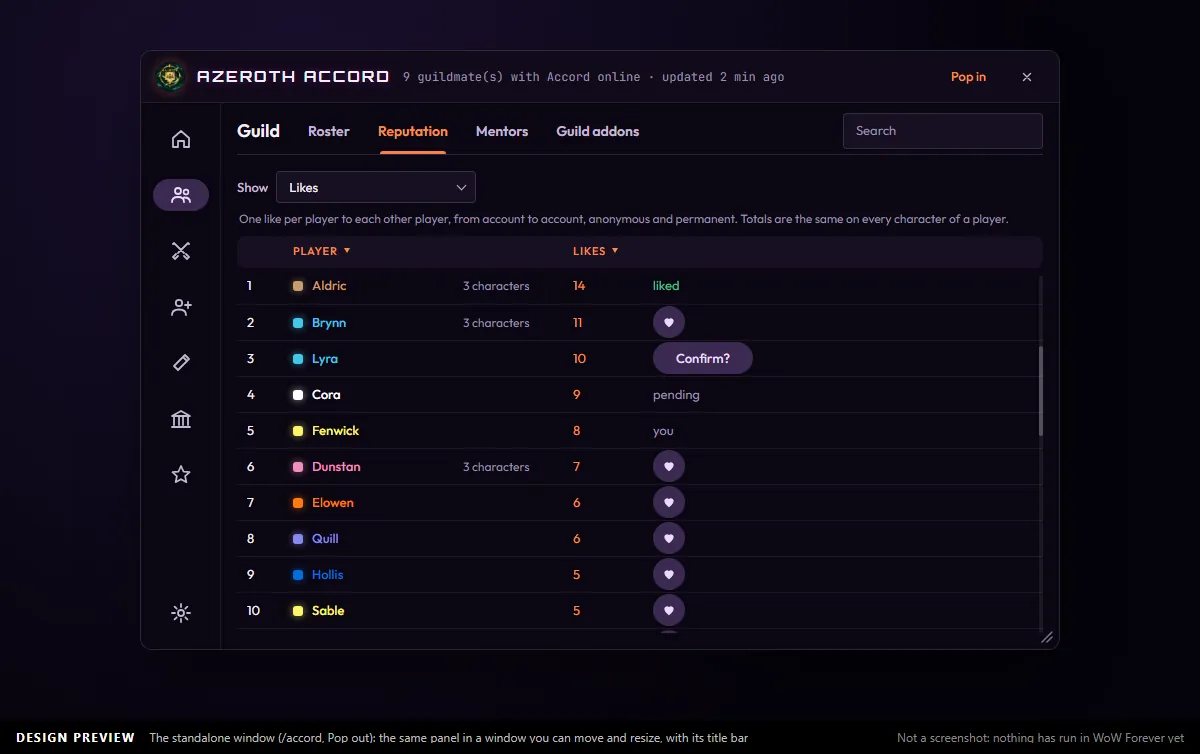 AZEROTH ACCORD 9 guildmate(s) with Accord online · updated 2 min ago Pop in
Guild Roster Reputation Mentors Guild addons Search
Show Likes
One like per player to each other player, from account to account, anonymous and permanent. Totals are the same on every character of a player.
PLAYER LIKES
1 Aldric 3 characters 14 liked
2 Brynn 3 characters 11
3 Lyra 10 Confirm?
4 Cora 9 pending
5 Fenwick 8 you
6 Dunstan 3 characters 7
7 Elowen 6
8 Quill 6
9 Hollis 5
10 Sable 5
DESIGN PREVIEW The standalone window (/accord, Pop out): the same panel in a window you can move and resize, with its title bar Not a screenshot: nothing has run in WoW Forever yet